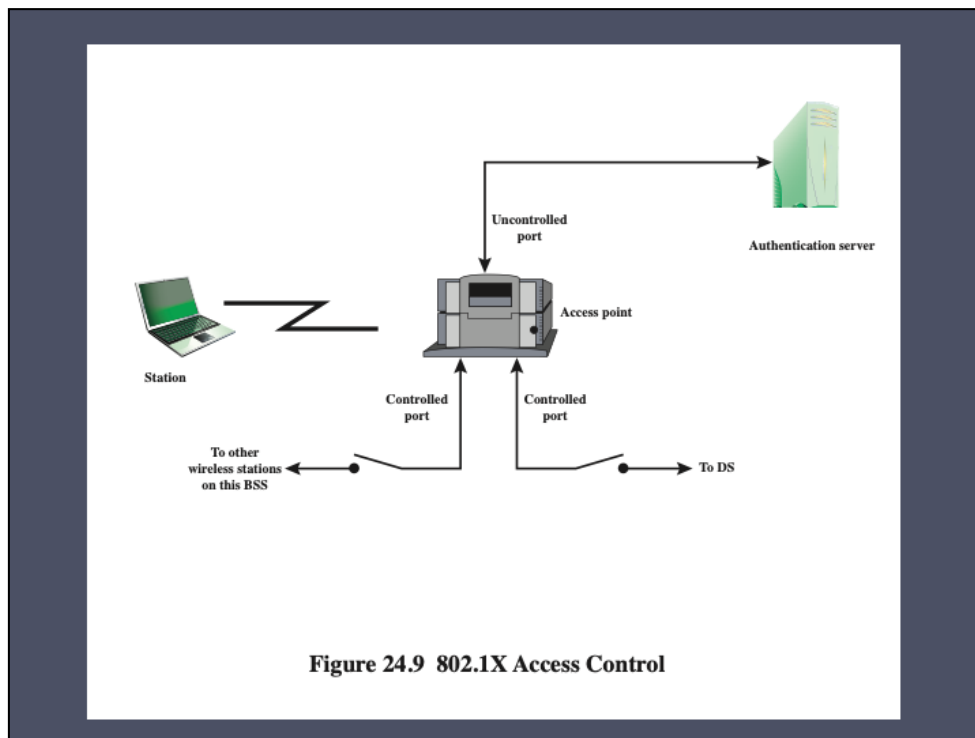 Uncontrolled
port
Authentication server
Access point
Station
Controlled
port
Controlled
port
To other
wireless stations
on this BSS
To DS
Figure 24.9 802.1X Access Control